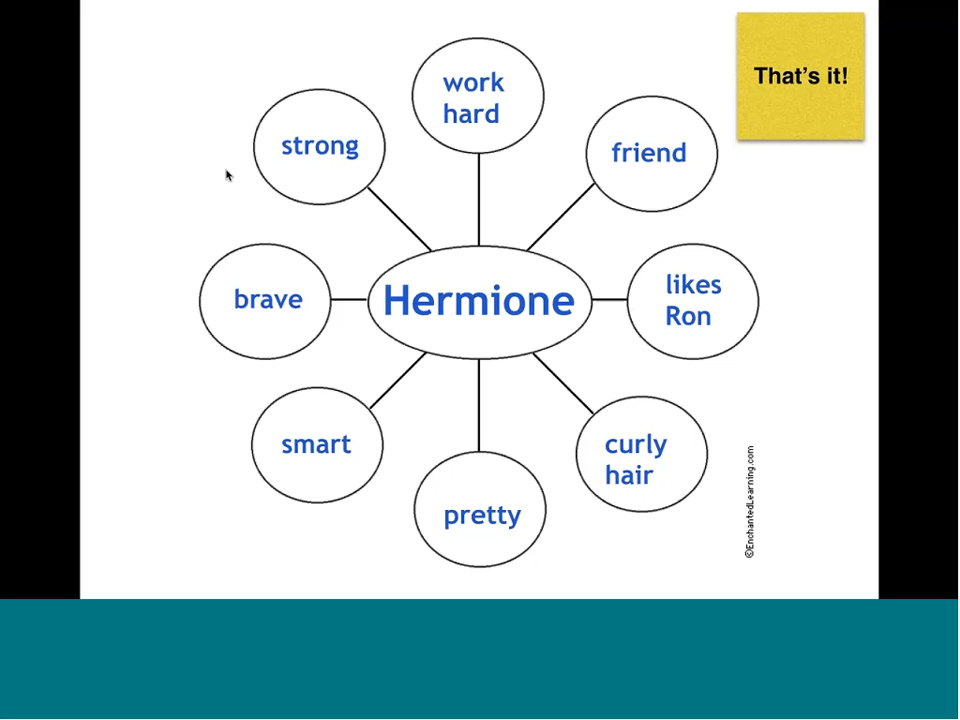 That's it!
work
hard
strong
friend
brave
Hermione
likes
Ron
smart
curly
hair
pretty
©EnchantedLearning.com